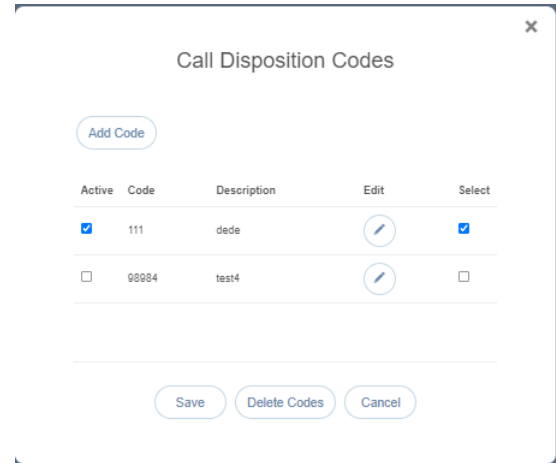 Call Disposition Codes
Add Code
Active Code Description Edit Select
111 dede
98984 test4
Save Delete Codes Cancel